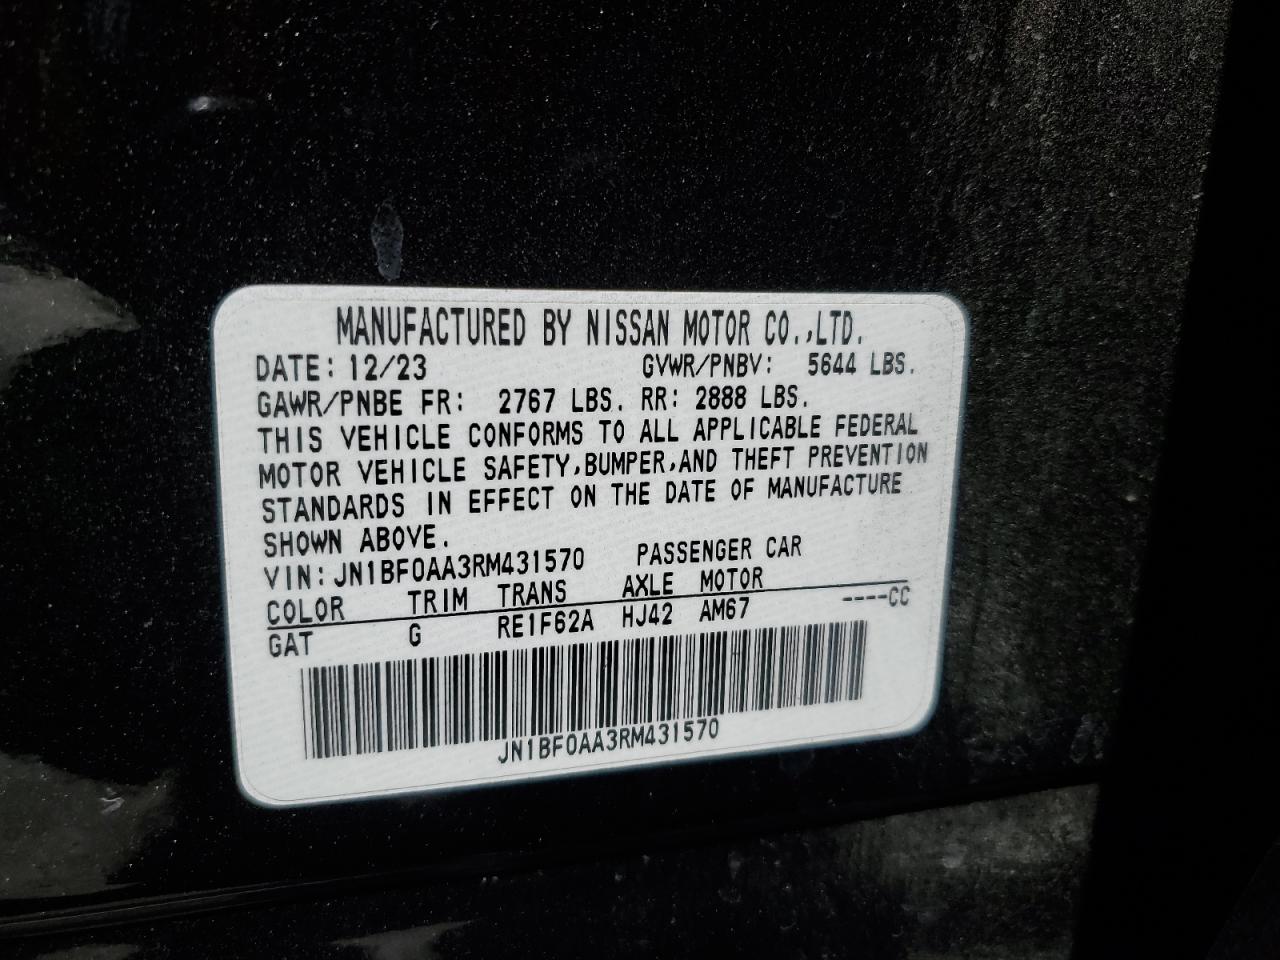 MANUFACTURED BY NISSAN MOTOR CO.,LTD.
DATE: 12/23 GVWR/PNBV: 5644 LBS.
GAWR/PNBE FR: 2767 LBS. RR: 2888 LBS.
THIS VEHICLE CONFORMS TO ALL APPLICABLE FEDERAL
MOTOR VEHICLE SAFETY,BUMPER,AND THEFT PREVENTION
STANDARDS IN EFFECT ON THE DATE OF MANUFACTURE
SHOWN ABOVE.
VIN: JN1BF0AA3RM431570 PASSENGER CAR
COLOR TRIM TRANS AXLE MOTOR
GAT G RE1F62A HJ42 AM67 ----CC
JN1BF0AA3RM431570